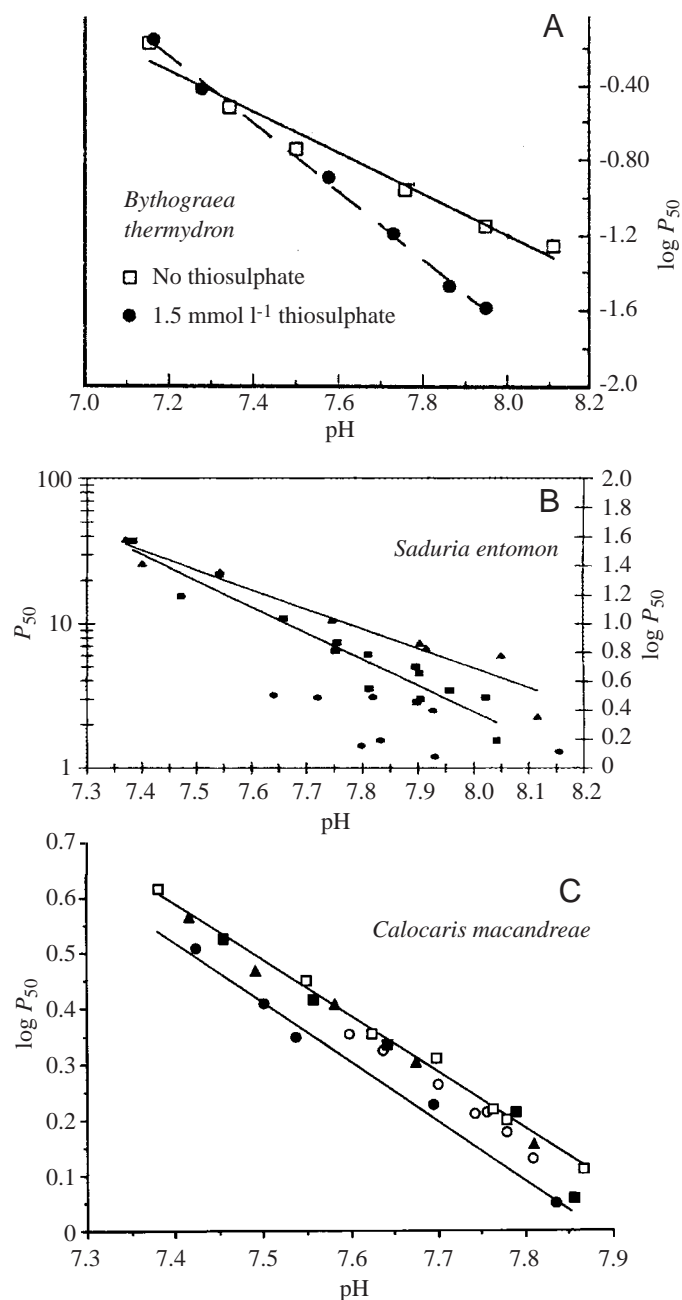 A
-0.40
-0.80
-1.2
-1.6
-2.0
log P50
Bythograea
thermydron
No thiosulphate
1.5 mmol l-1 thiosulphate
7.0 7.2 7.4 7.6 7.8 8.0 8.2
pH
B
Saduria entomon
100
10
1
P50
2.0
1.8
1.6
1.4
1.2
1.0
0.8
0.6
0.4
0.2
0
log P50
7.3 7.4 7.5 7.6 7.7 7.8 7.9 8.0 8.1 8.2
pH
C
Calocaris macandreae
0.7
0.6
0.5
0.4
0.3
0.2
0.1
0
log P50
7.3 7.4 7.5 7.6 7.7 7.8 7.9
pH